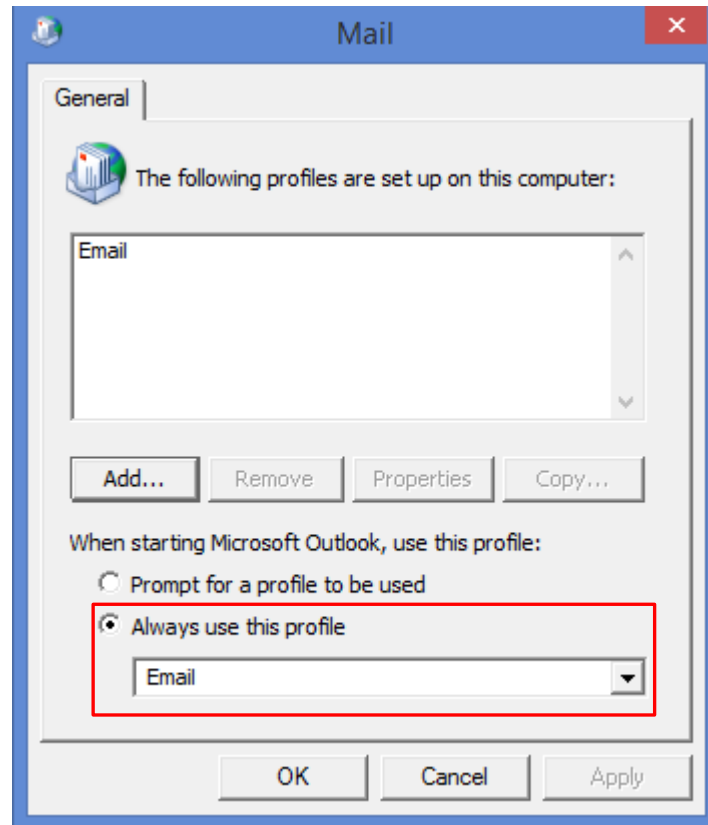 Mail
General
The following profiles are set up on this computer:
Email
Add... Remove Properties Copy...
When starting Microsoft Outlook, use this profile:
Prompt for a profile to be used
Always use this profile
Email
OK Cancel Apply